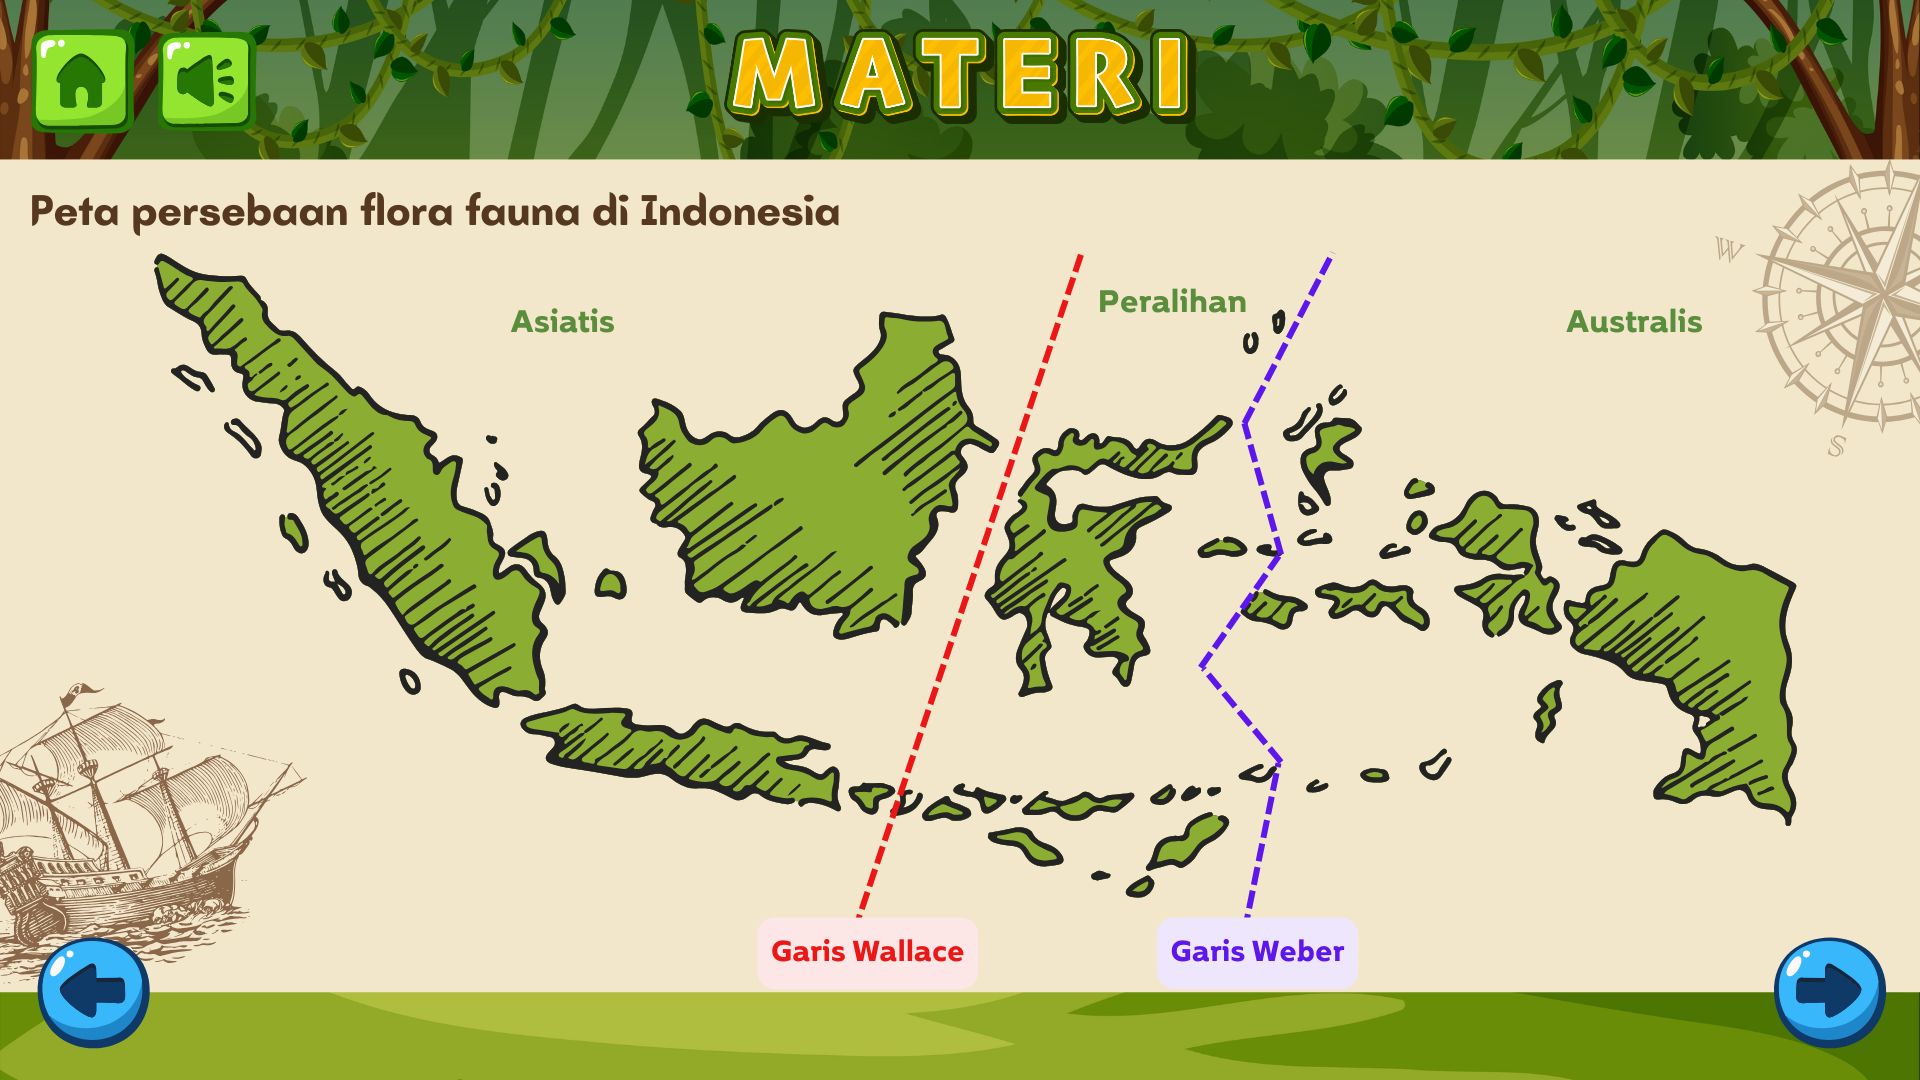 MATERI
Peta persebaan flora fauna di Indonesia
Asiatis
Peralihan
Australis
W
S
Garis Wallace
Garis Weber